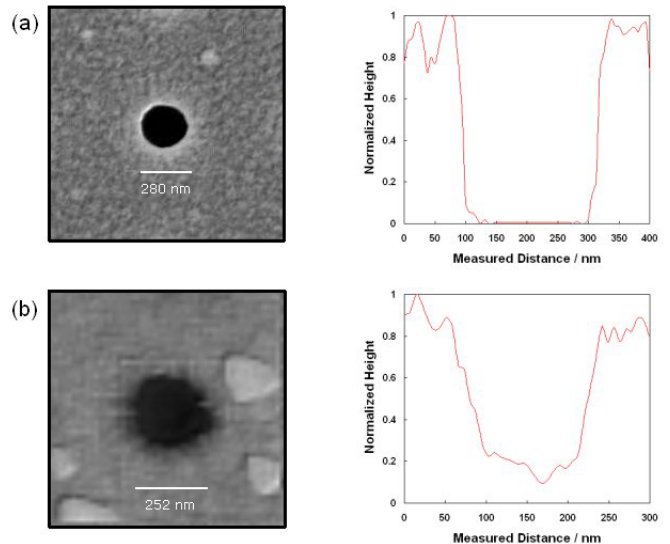 (a)
280 nm
Normalized Height
1
0.8
0.6
0.4
0.2
0
0 50 100 150 200 250 300 350 400
Measured Distance / nm
(b)
252 nm
Normalized Height
1
0.8
0.6
0.4
0.2
0
0 50 100 150 200 250 300
Measured Distance / nm